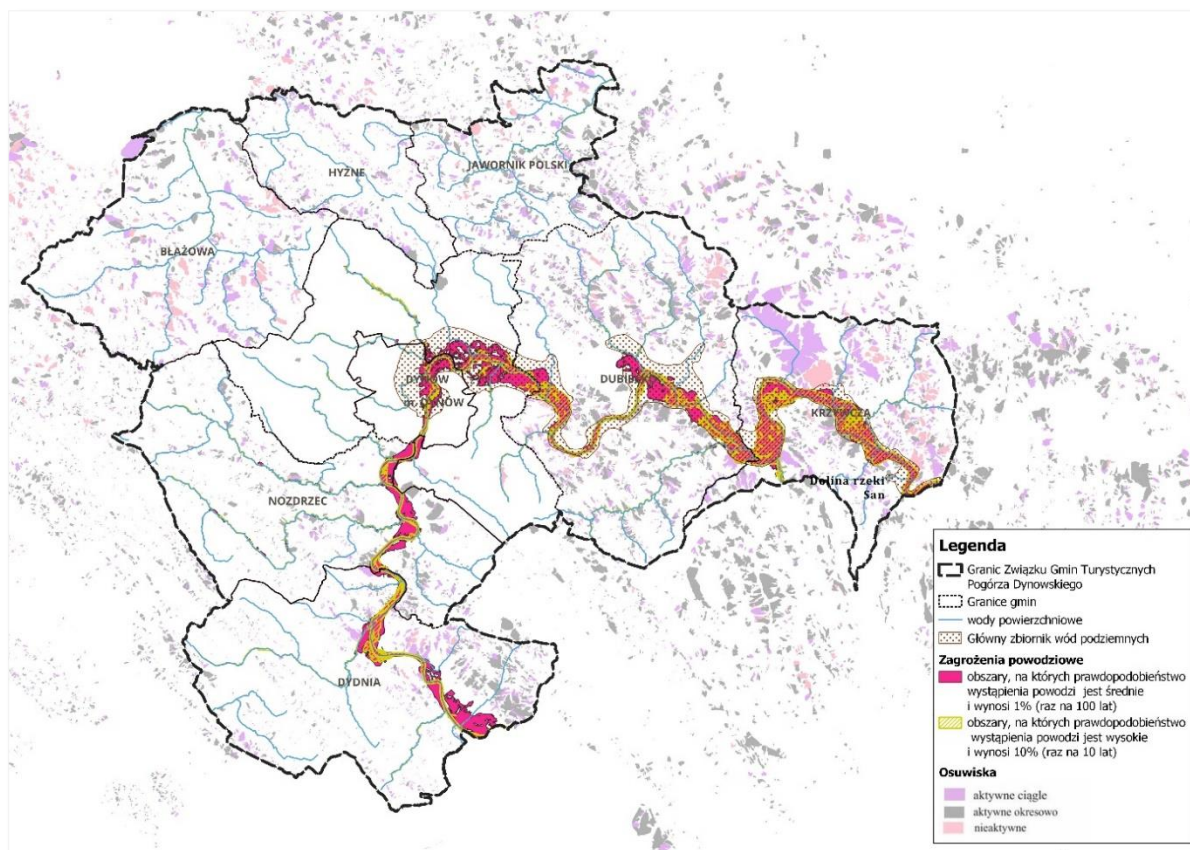 JAWORNIK POLSKI
HYŻNE
BŁAŻOWA
DYNÓW
m. DYNÓW
KRZYWCZA
Dolina rzeki
San
NOZDRZEC
DYDNIA
Legenda
Granic Związku Gmin Turystycznych
Pogórza Dynowskiego
Granice gmin
wody powierzchniowe
Główny zbiornik wód podziemnych
Zagrożenia powodziowe
obszary, na których prawdopodobieństwo
wystąpienia powodzi jest średnie
i wynosi 1% (raz na 100 lat)
obszary, na których prawdopodobieństwo
wystąpienia powodzi jest wysokie
i wynosi 10% (raz na 10 lat)
Osuwiska
aktywne ciągle
aktywne okresowo
nieaktywne